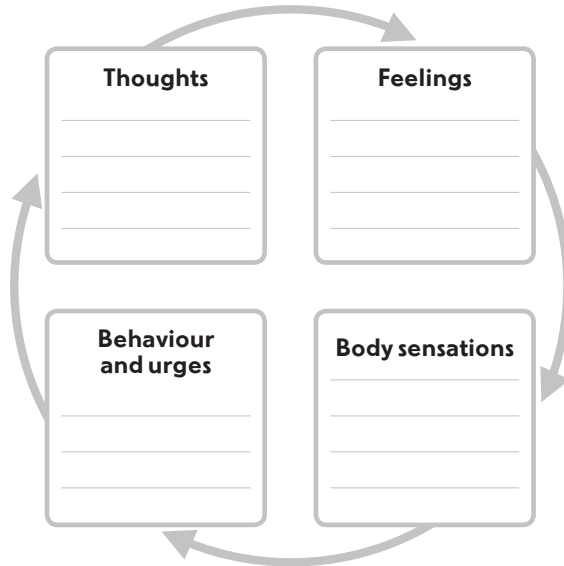 Thoughts
Feelings
Behaviour
and urges
Body sensations